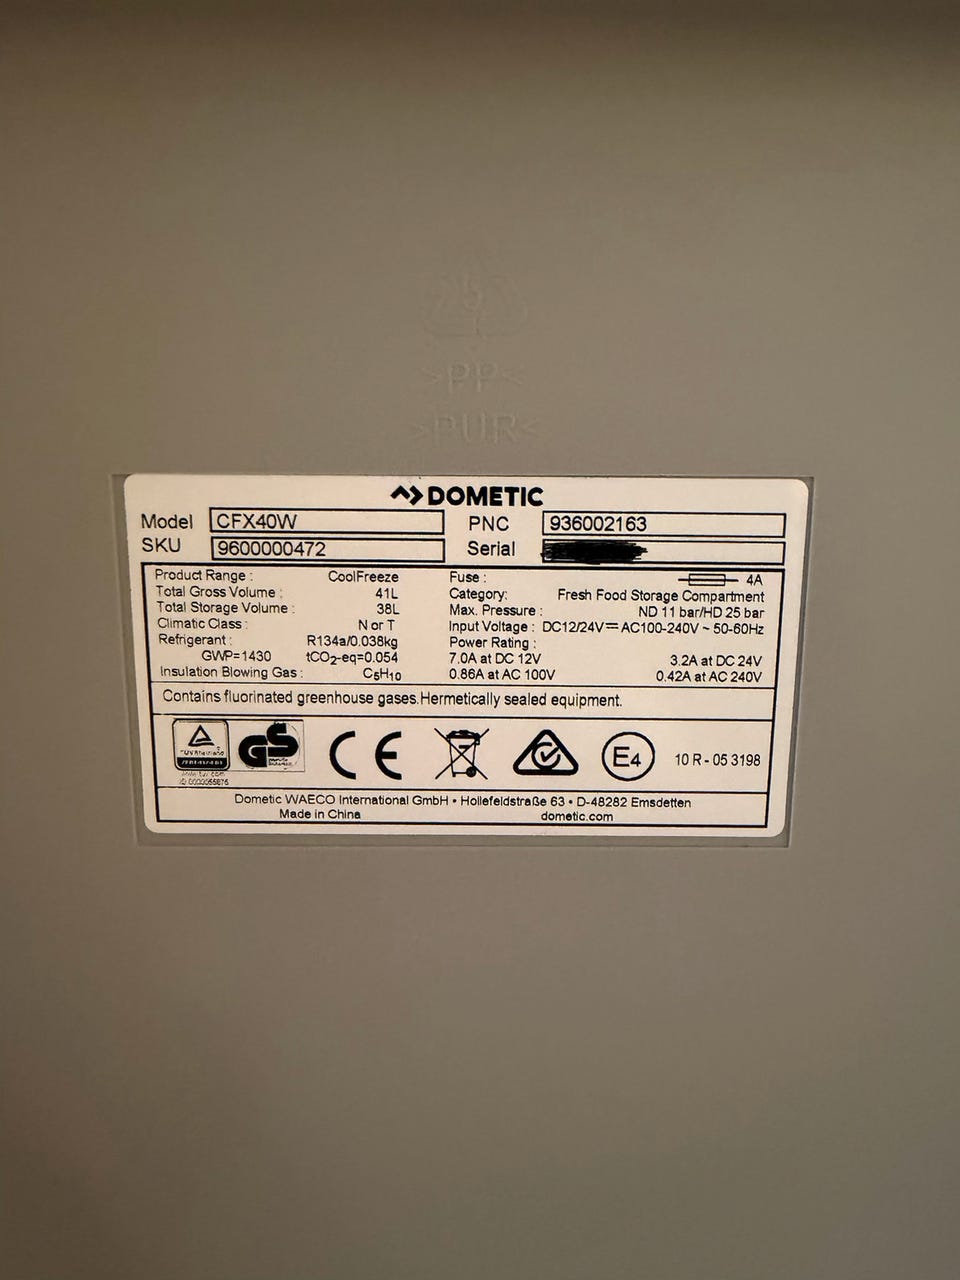 >PP<
>PUR<
DOMETIC
Model CFX40W PNC 936002163
SKU 9600000472 Serial
Product Range : CoolFreeze Fuse : 4A
Total Gross Volume : 41L Category: Fresh Food Storage Compartment
Total Storage Volume : 38L Max. Pressure : ND 11 bar/HD 25 bar
Climatic Class : N or T Input Voltage : DC12/24V⎓AC100-240V ~ 50-60Hz
Refrigerant : R134a/0.038kg Power Rating :
GWP=1430 tCO2-eq=0.054 7.0A at DC 12V 3.2A at DC 24V
Insulation Blowing Gas : C5H10 0.86A at AC 100V 0.42A at AC 240V
Contains fluorinated greenhouse gases.Hermetically sealed equipment.
TÜVRheinland GS CE E4 10 R - 05 3198
www.tuv.com
Dometic WAECO International GmbH • Hollefeldstraße 63 • D-48282 Emsdetten
Made in China dometic.com